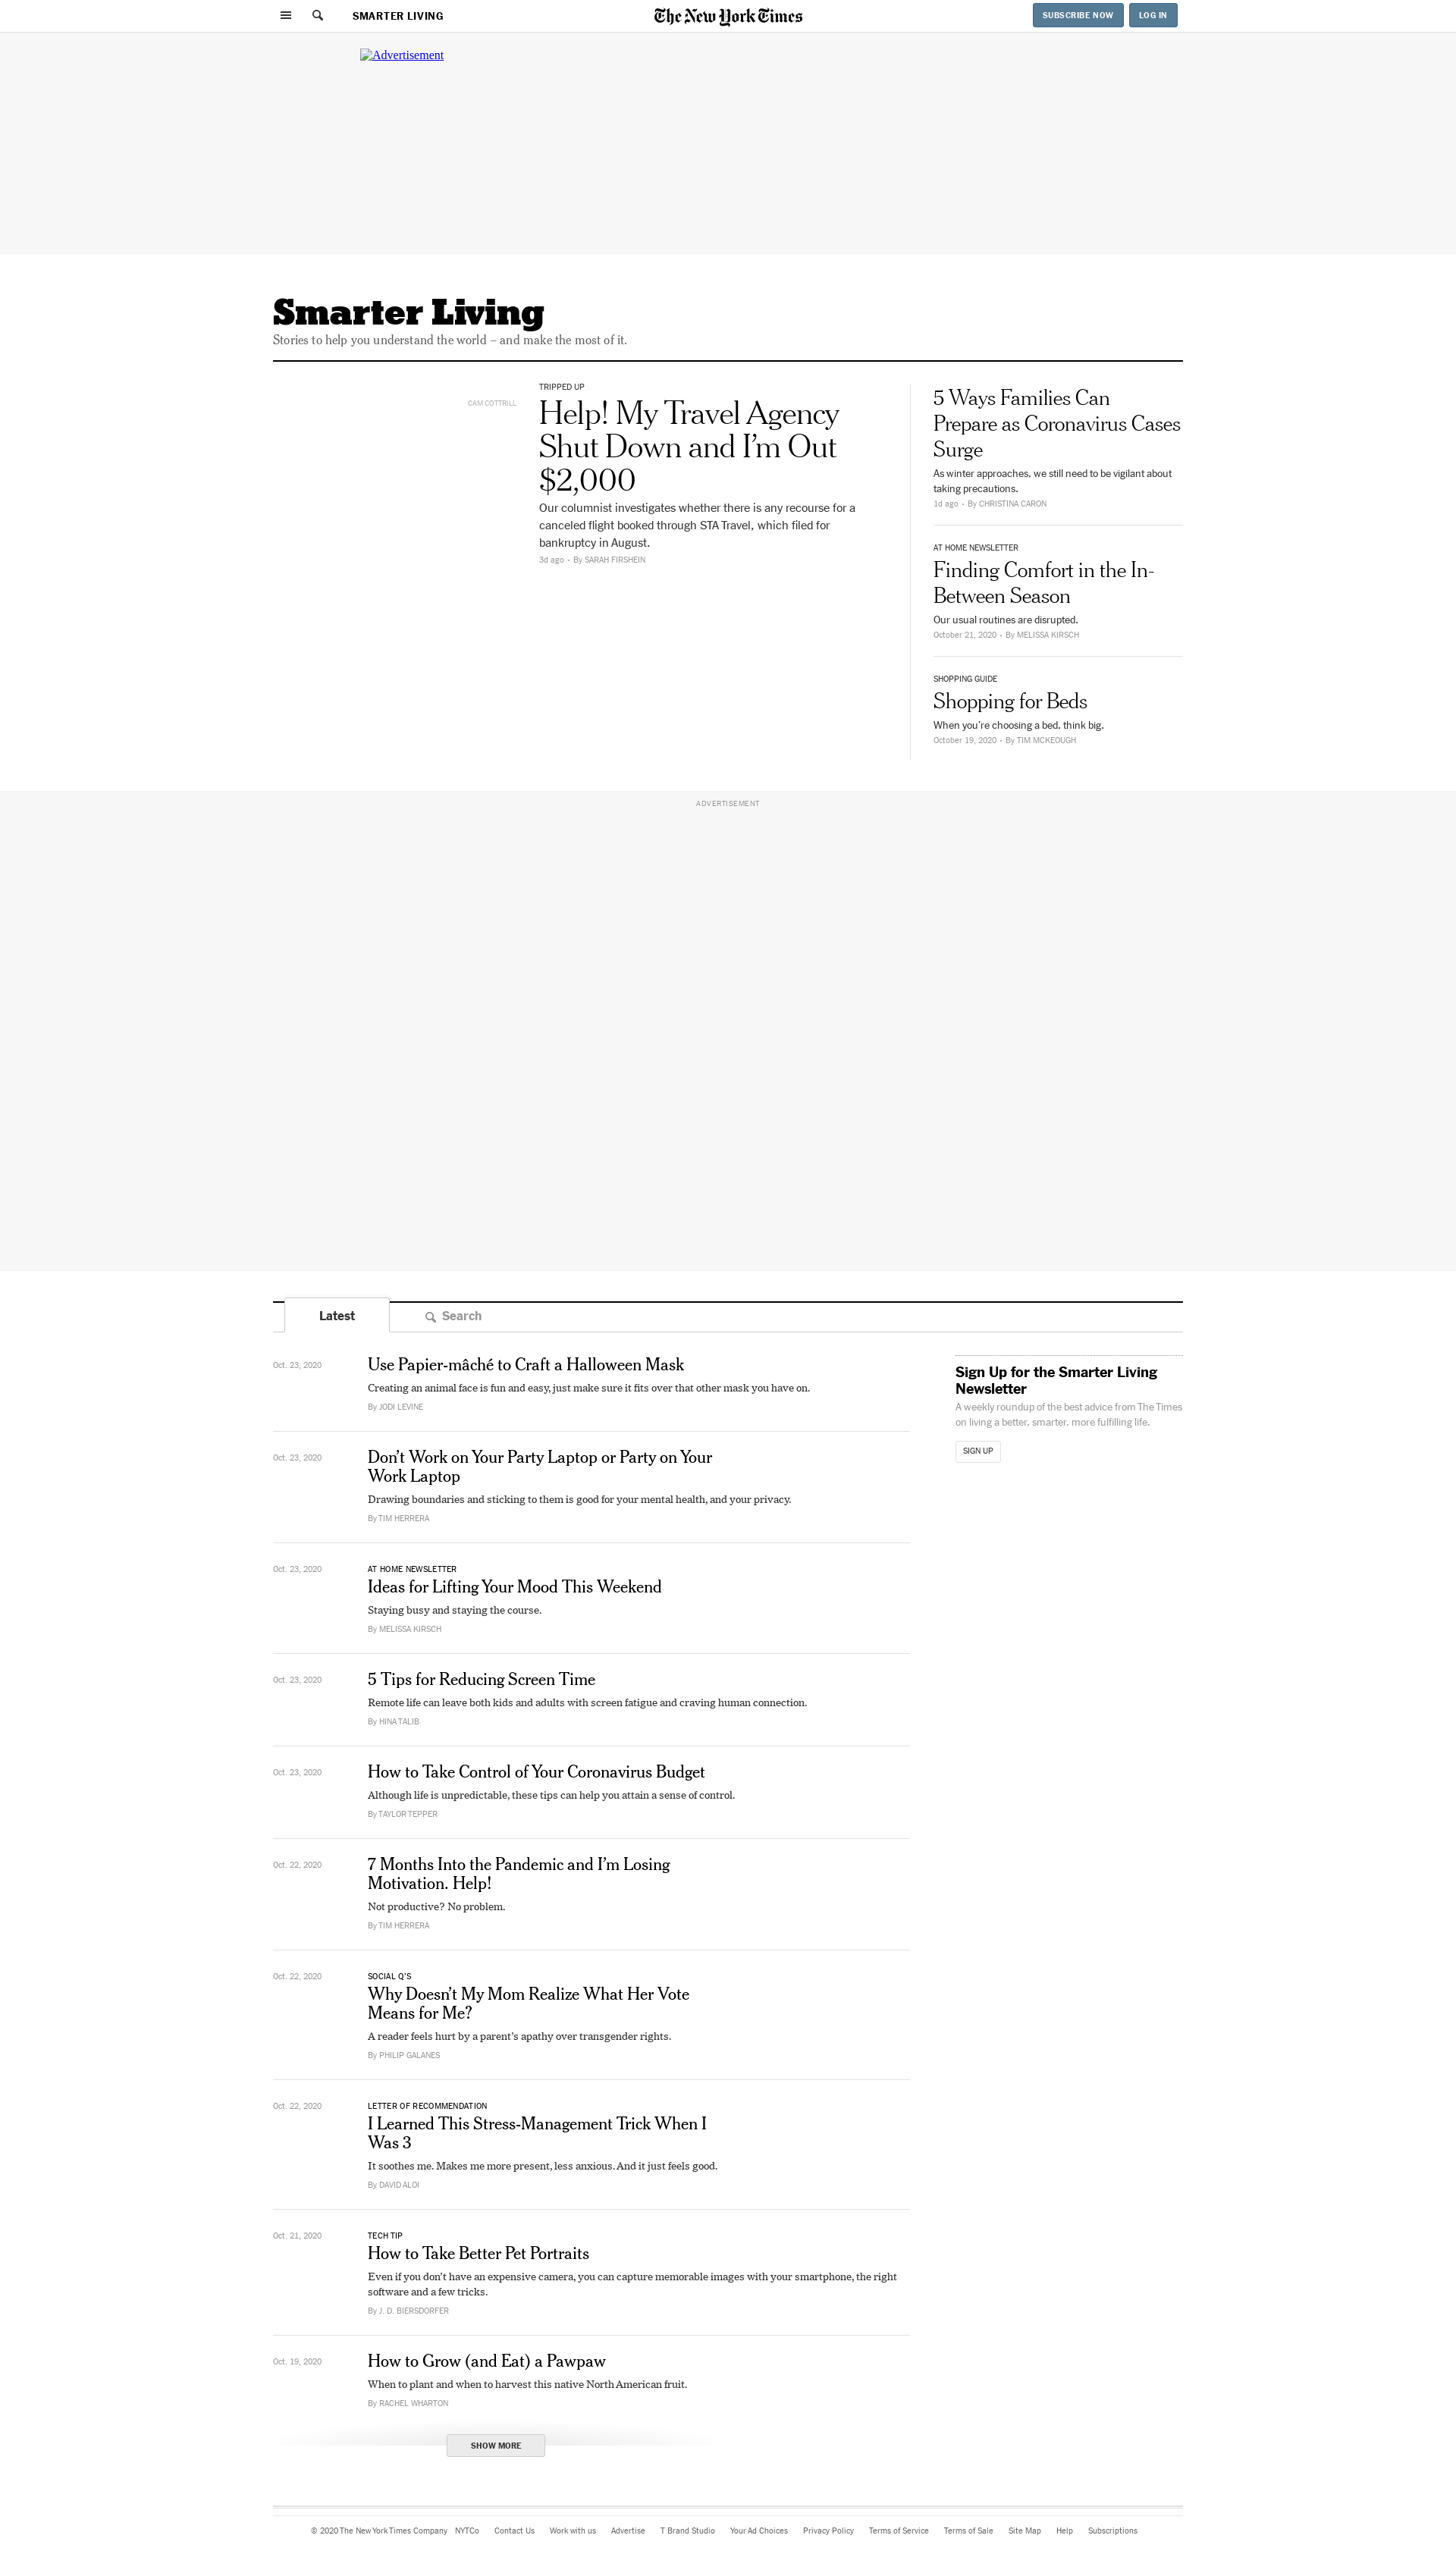 SMARTER LIVING
The New York Times
SUBSCRIBE NOW
LOG IN
Advertisement
Smarter Living
Stories to help you understand the world – and make the most of it.
CAM COTTRILL
TRIPPED UP
Help! My Travel Agency
Shut Down and I’m Out
$2,000
Our columnist investigates whether there is any recourse for a
canceled flight booked through STA Travel, which filed for
bankruptcy in August.
3d ago • By SARAH FIRSHEIN
5 Ways Families Can
Prepare as Coronavirus Cases
Surge
As winter approaches, we still need to be vigilant about
taking precautions.
1d ago • By CHRISTINA CARON
AT HOME NEWSLETTER
Finding Comfort in the In-
Between Season
Our usual routines are disrupted.
October 21, 2020 • By MELISSA KIRSCH
SHOPPING GUIDE
Shopping for Beds
When you’re choosing a bed, think big.
October 19, 2020 • By TIM MCKEOUGH
ADVERTISEMENT
Latest
Search
Oct. 23, 2020
Use Papier-mâché to Craft a Halloween Mask
Creating an animal face is fun and easy, just make sure it fits over that other mask you have on.
By JODI LEVINE
Oct. 23, 2020
Don’t Work on Your Party Laptop or Party on Your
Work Laptop
Drawing boundaries and sticking to them is good for your mental health, and your privacy.
By TIM HERRERA
Oct. 23, 2020
AT HOME NEWSLETTER
Ideas for Lifting Your Mood This Weekend
Staying busy and staying the course.
By MELISSA KIRSCH
Oct. 23, 2020
5 Tips for Reducing Screen Time
Remote life can leave both kids and adults with screen fatigue and craving human connection.
By HINA TALIB
Oct. 23, 2020
How to Take Control of Your Coronavirus Budget
Although life is unpredictable, these tips can help you attain a sense of control.
By TAYLOR TEPPER
Oct. 22, 2020
7 Months Into the Pandemic and I’m Losing
Motivation. Help!
Not productive? No problem.
By TIM HERRERA
Oct. 22, 2020
SOCIAL Q’S
Why Doesn’t My Mom Realize What Her Vote
Means for Me?
A reader feels hurt by a parent’s apathy over transgender rights.
By PHILIP GALANES
Oct. 22, 2020
LETTER OF RECOMMENDATION
I Learned This Stress-Management Trick When I
Was 3
It soothes me. Makes me more present, less anxious. And it just feels good.
By DAVID ALOI
Oct. 21, 2020
TECH TIP
How to Take Better Pet Portraits
Even if you don’t have an expensive camera, you can capture memorable images with your smartphone, the right
software and a few tricks.
By J. D. BIERSDORFER
Oct. 19, 2020
How to Grow (and Eat) a Pawpaw
When to plant and when to harvest this native North American fruit.
By RACHEL WHARTON
SHOW MORE
Sign Up for the Smarter Living
Newsletter
A weekly roundup of the best advice from The Times
on living a better, smarter, more fulfilling life.
SIGN UP
© 2020 The New York Times Company NYTCo Contact Us Work with us Advertise T Brand Studio Your Ad Choices Privacy Policy Terms of Service Terms of Sale Site Map Help Subscriptions